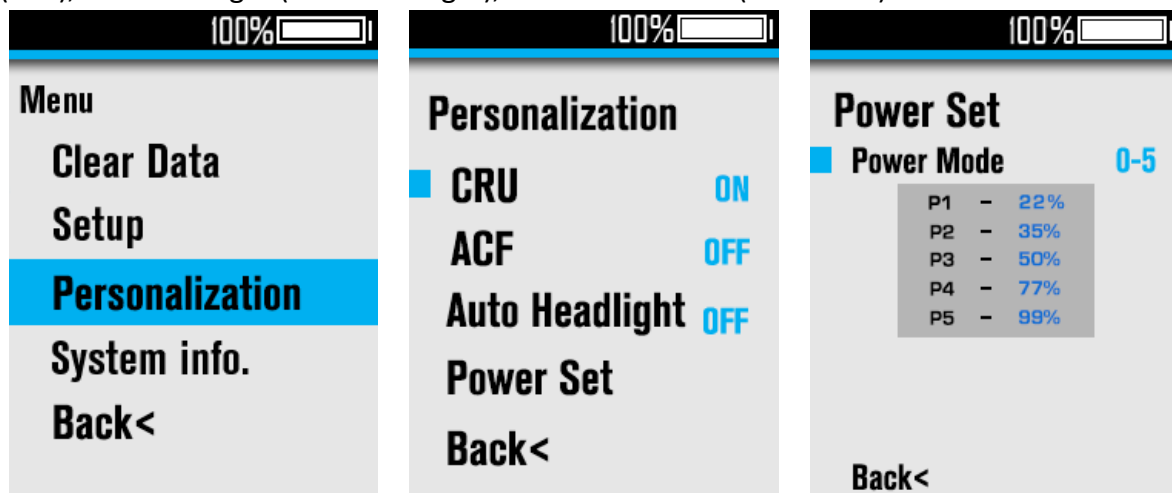 100%
Menu
Clear Data
Setup
Personalization
System info.
Back<
100%
Personalization
CRU ON
ACF OFF
Auto Headlight OFF
Power Set
Back<
100%
Power Set
Power Mode 0-5
P1 - 22%
P2 - 35%
P3 - 50%
P4 - 77%
P5 - 99%
Back<